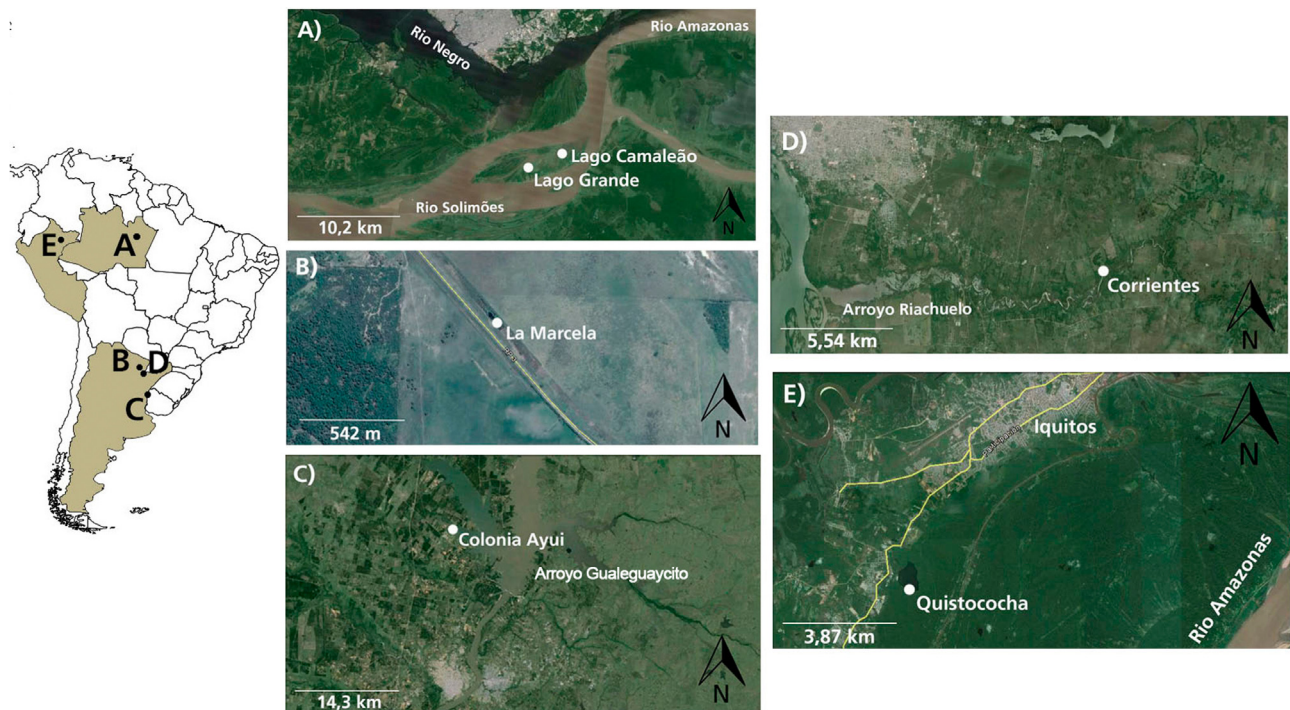 E
A
B
D
C
A)
Rio Negro
Rio Amazonas
Lago Camaleão
Lago Grande
Rio Solimões
10,2 km
N
B)
La Marcela
542 m
N
C)
Colonia Ayui
Arroyo Gualeguaycito
14,3 km
N
D)
Corrientes
Arroyo Riachuelo
5,54 km
N
E)
Iquitos
Quistococha
Rio Amazonas
3,87 km
N